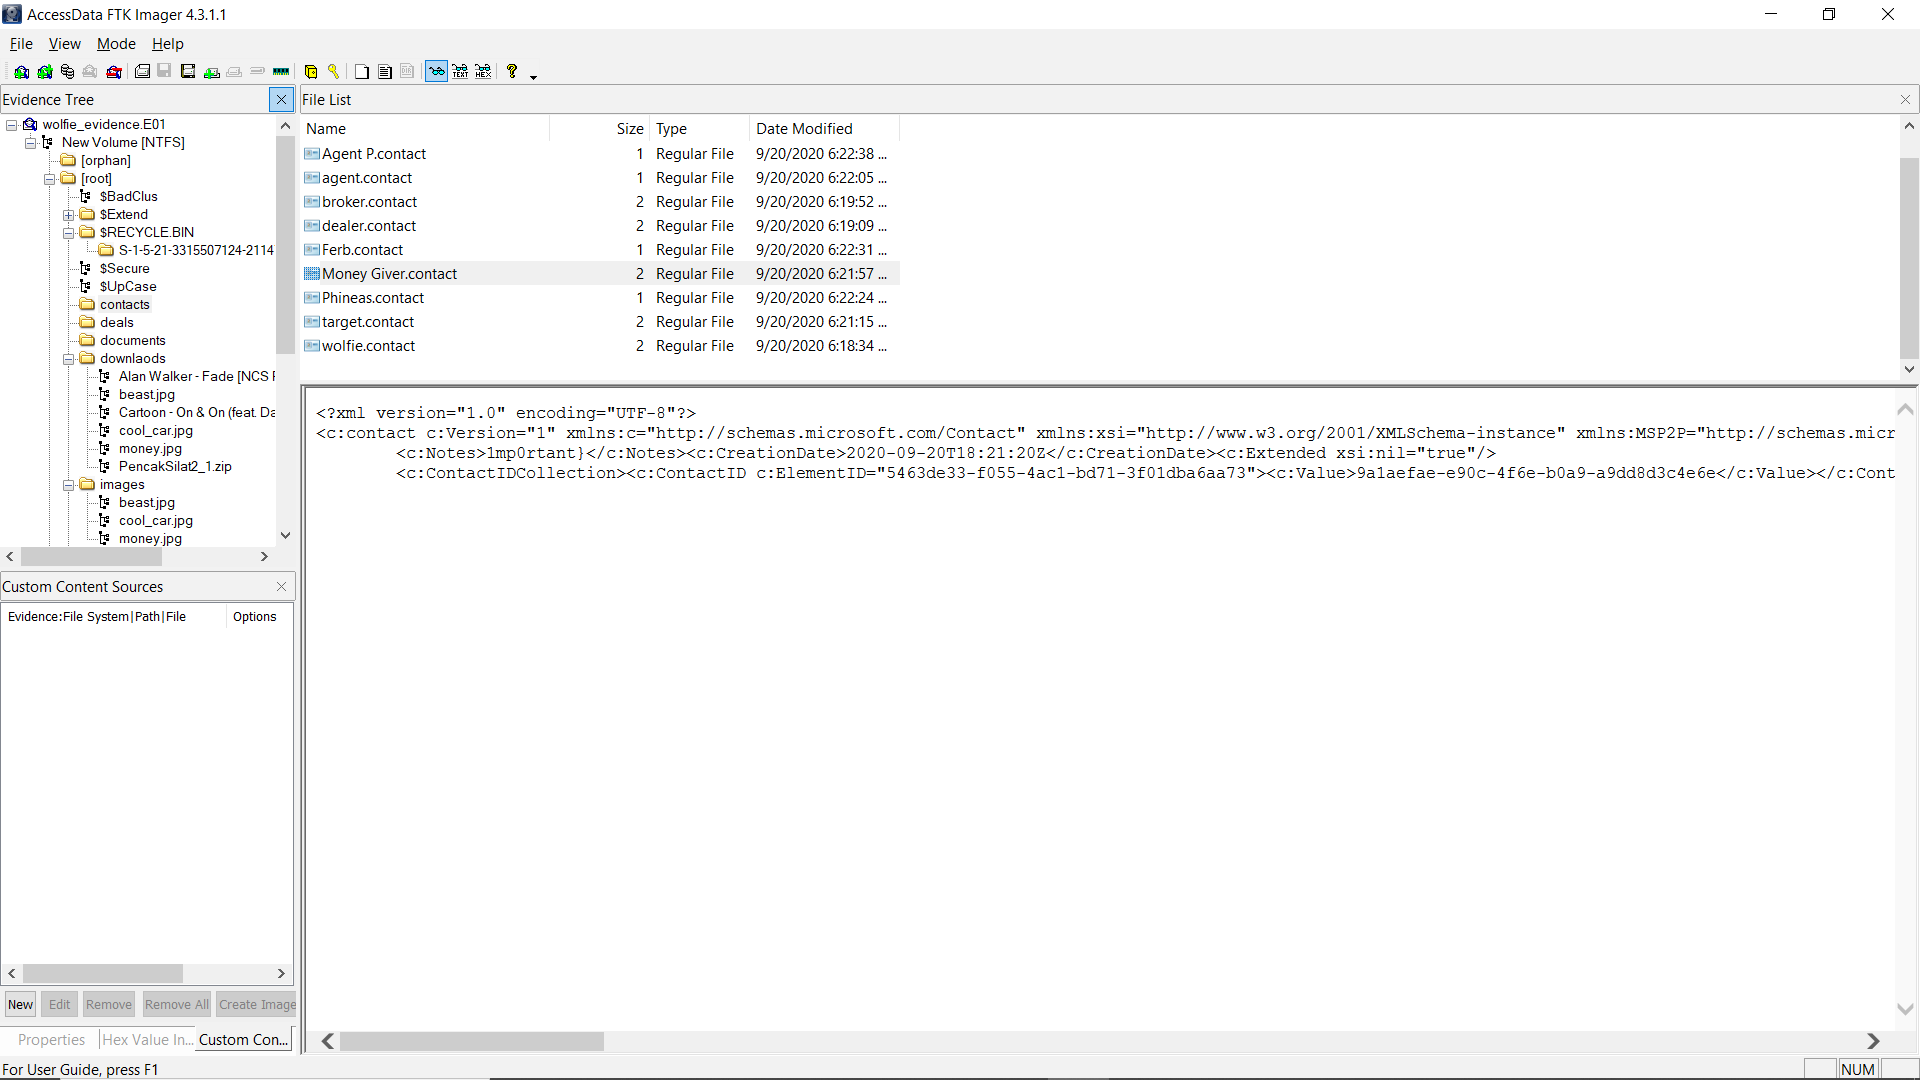 AccessData FTK Imager 4.3.1.1
File View Mode Help
Evidence Tree
wolfie_evidence.E01
New Volume [NTFS]
[orphan]
[root]
$BadClus
$Extend
$RECYCLE.BIN
S-1-5-21-3315507124-2114
$Secure
$UpCase
contacts
deals
documents
downlaods
Alan Walker - Fade [NCS
beast.jpg
Cartoon - On & On (feat. Da
cool_car.jpg
money.jpg
PencakSilat2_1.zip
images
beast.jpg
cool_car.jpg
money.jpg
Custom Content Sources
Evidence:File System|Path|File Options
New Edit Remove Remove All Create Image
Properties Hex Value In... Custom Con...
File List
Name Size Type Date Modified
Agent P.contact 1 Regular File 9/20/2020 6:22:38 ...
agent.contact 1 Regular File 9/20/2020 6:22:05 ...
broker.contact 2 Regular File 9/20/2020 6:19:52 ...
dealer.contact 2 Regular File 9/20/2020 6:19:09 ...
Ferb.contact 1 Regular File 9/20/2020 6:22:31 ...
Money Giver.contact 2 Regular File 9/20/2020 6:21:57 ...
Phineas.contact 1 Regular File 9/20/2020 6:22:24 ...
target.contact 2 Regular File 9/20/2020 6:21:15 ...
wolfie.contact 2 Regular File 9/20/2020 6:18:34 ...
<?xml version="1.0" encoding="UTF-8"?>
<c:contact c:Version="1" xmlns:c="http://schemas.microsoft.com/Contact" xmlns:xsi="http://www.w3.org/2001/XMLSchema-instance" xmlns:MSP2P="http://schemas.micr
<c:Notes>1mp0rtant}</c:Notes><c:CreationDate>2020-09-20T18:21:20Z</c:CreationDate><c:Extended xsi:nil="true"/>
<c:ContactIDCollection><c:ContactID c:ElementID="5463de33-f055-4ac1-bd71-3f01dba6aa73"><c:Value>9a1aefae-e90c-4f6e-b0a9-a9dd8d3c4e6e</c:Value></c:Cont
For User Guide, press F1
NUM